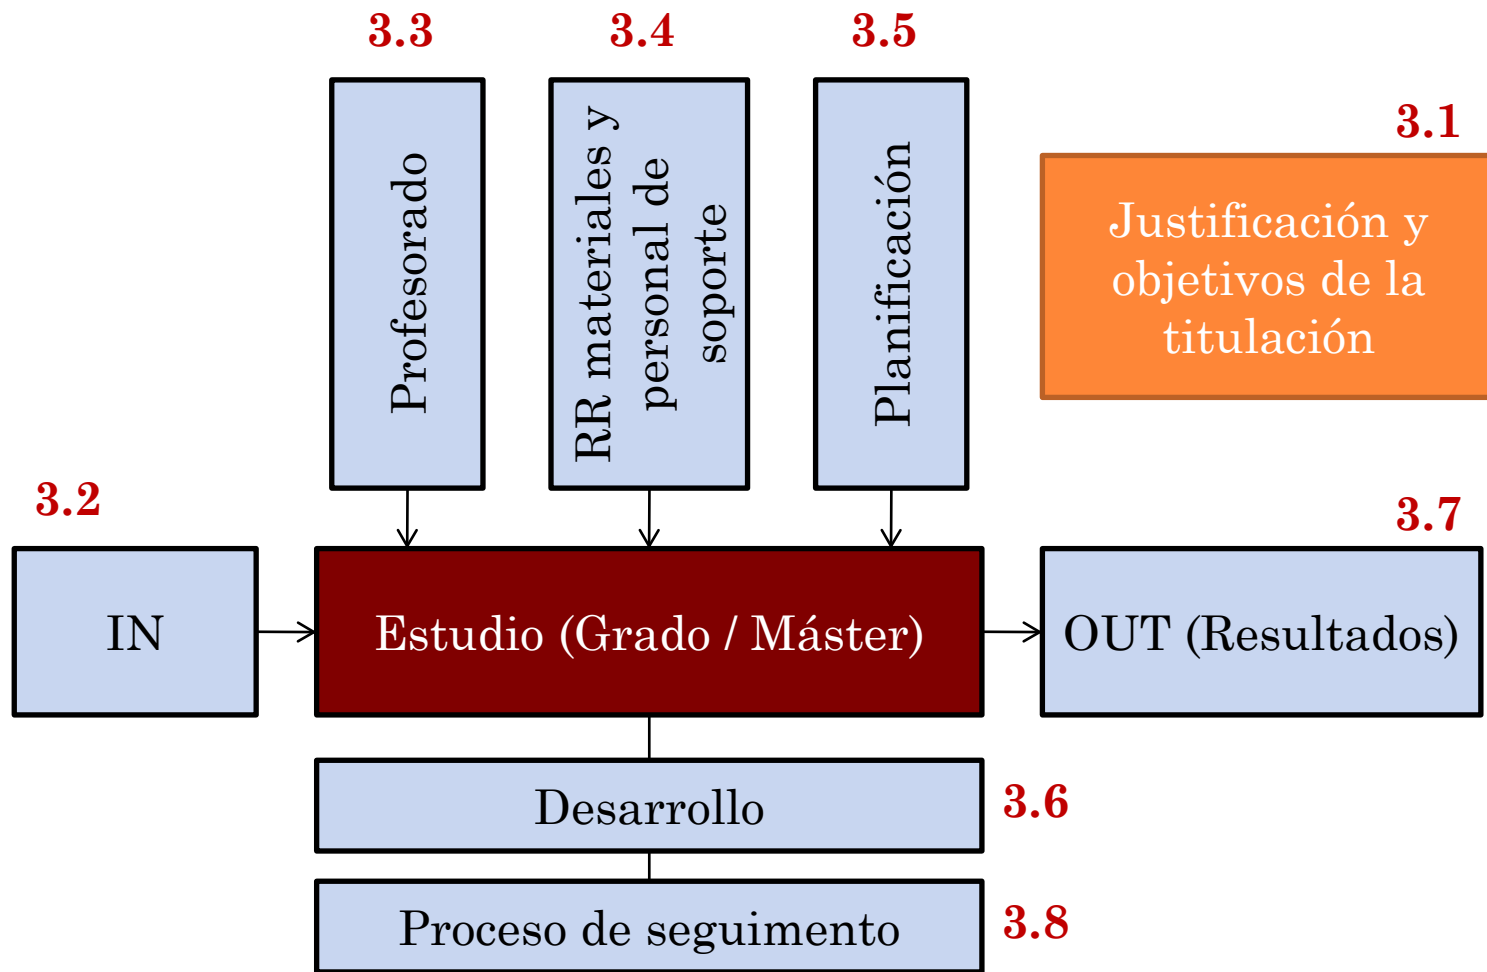 3.3
3.4
3.5
Profesorado
RR materiales y
personal de
soporte
Planificación
3.1
Justificación y
objetivos de la
titulación
3.2
IN
Estudio (Grado / Máster)
3.7
OUT (Resultados)
Desarrollo
3.6
Proceso de seguimento
3.8